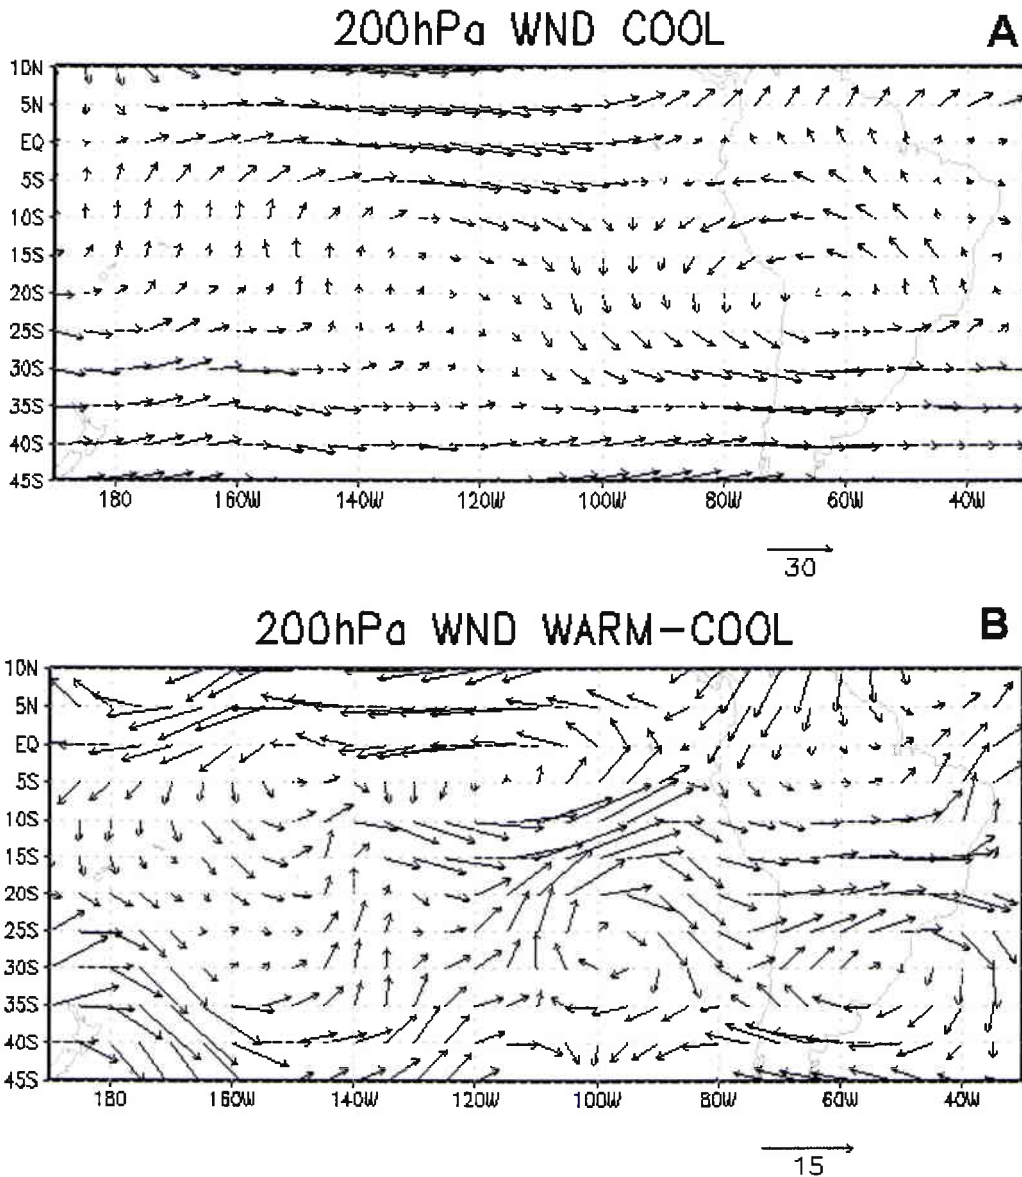 200hPa WND COOL
A
10N
5N
EQ
5S
10S
15S
20S
25S
30S
35S
40S
45S
180 160W 140W 120W 100W 80W 60W 40W
30
200hPa WND WARM-COOL
B
10N
5N
EQ
5S
10S
15S
20S
25S
30S
35S
40S
45S
180 160W 140W 120W 100W 80W 60W 40W
15